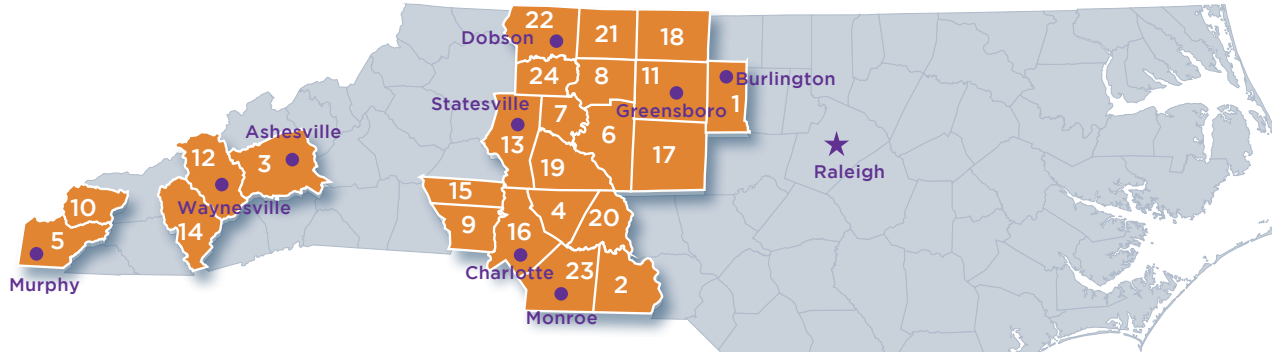 22
21
18
Dobson
24
8
11
Burlington
Statesville
7
Greensboro
1
Ashesville
12
3
13
6
17
Raleigh
19
10
Waynesville
15
4
20
5
14
9
16
Murphy
Charlotte
23
2
Monroe